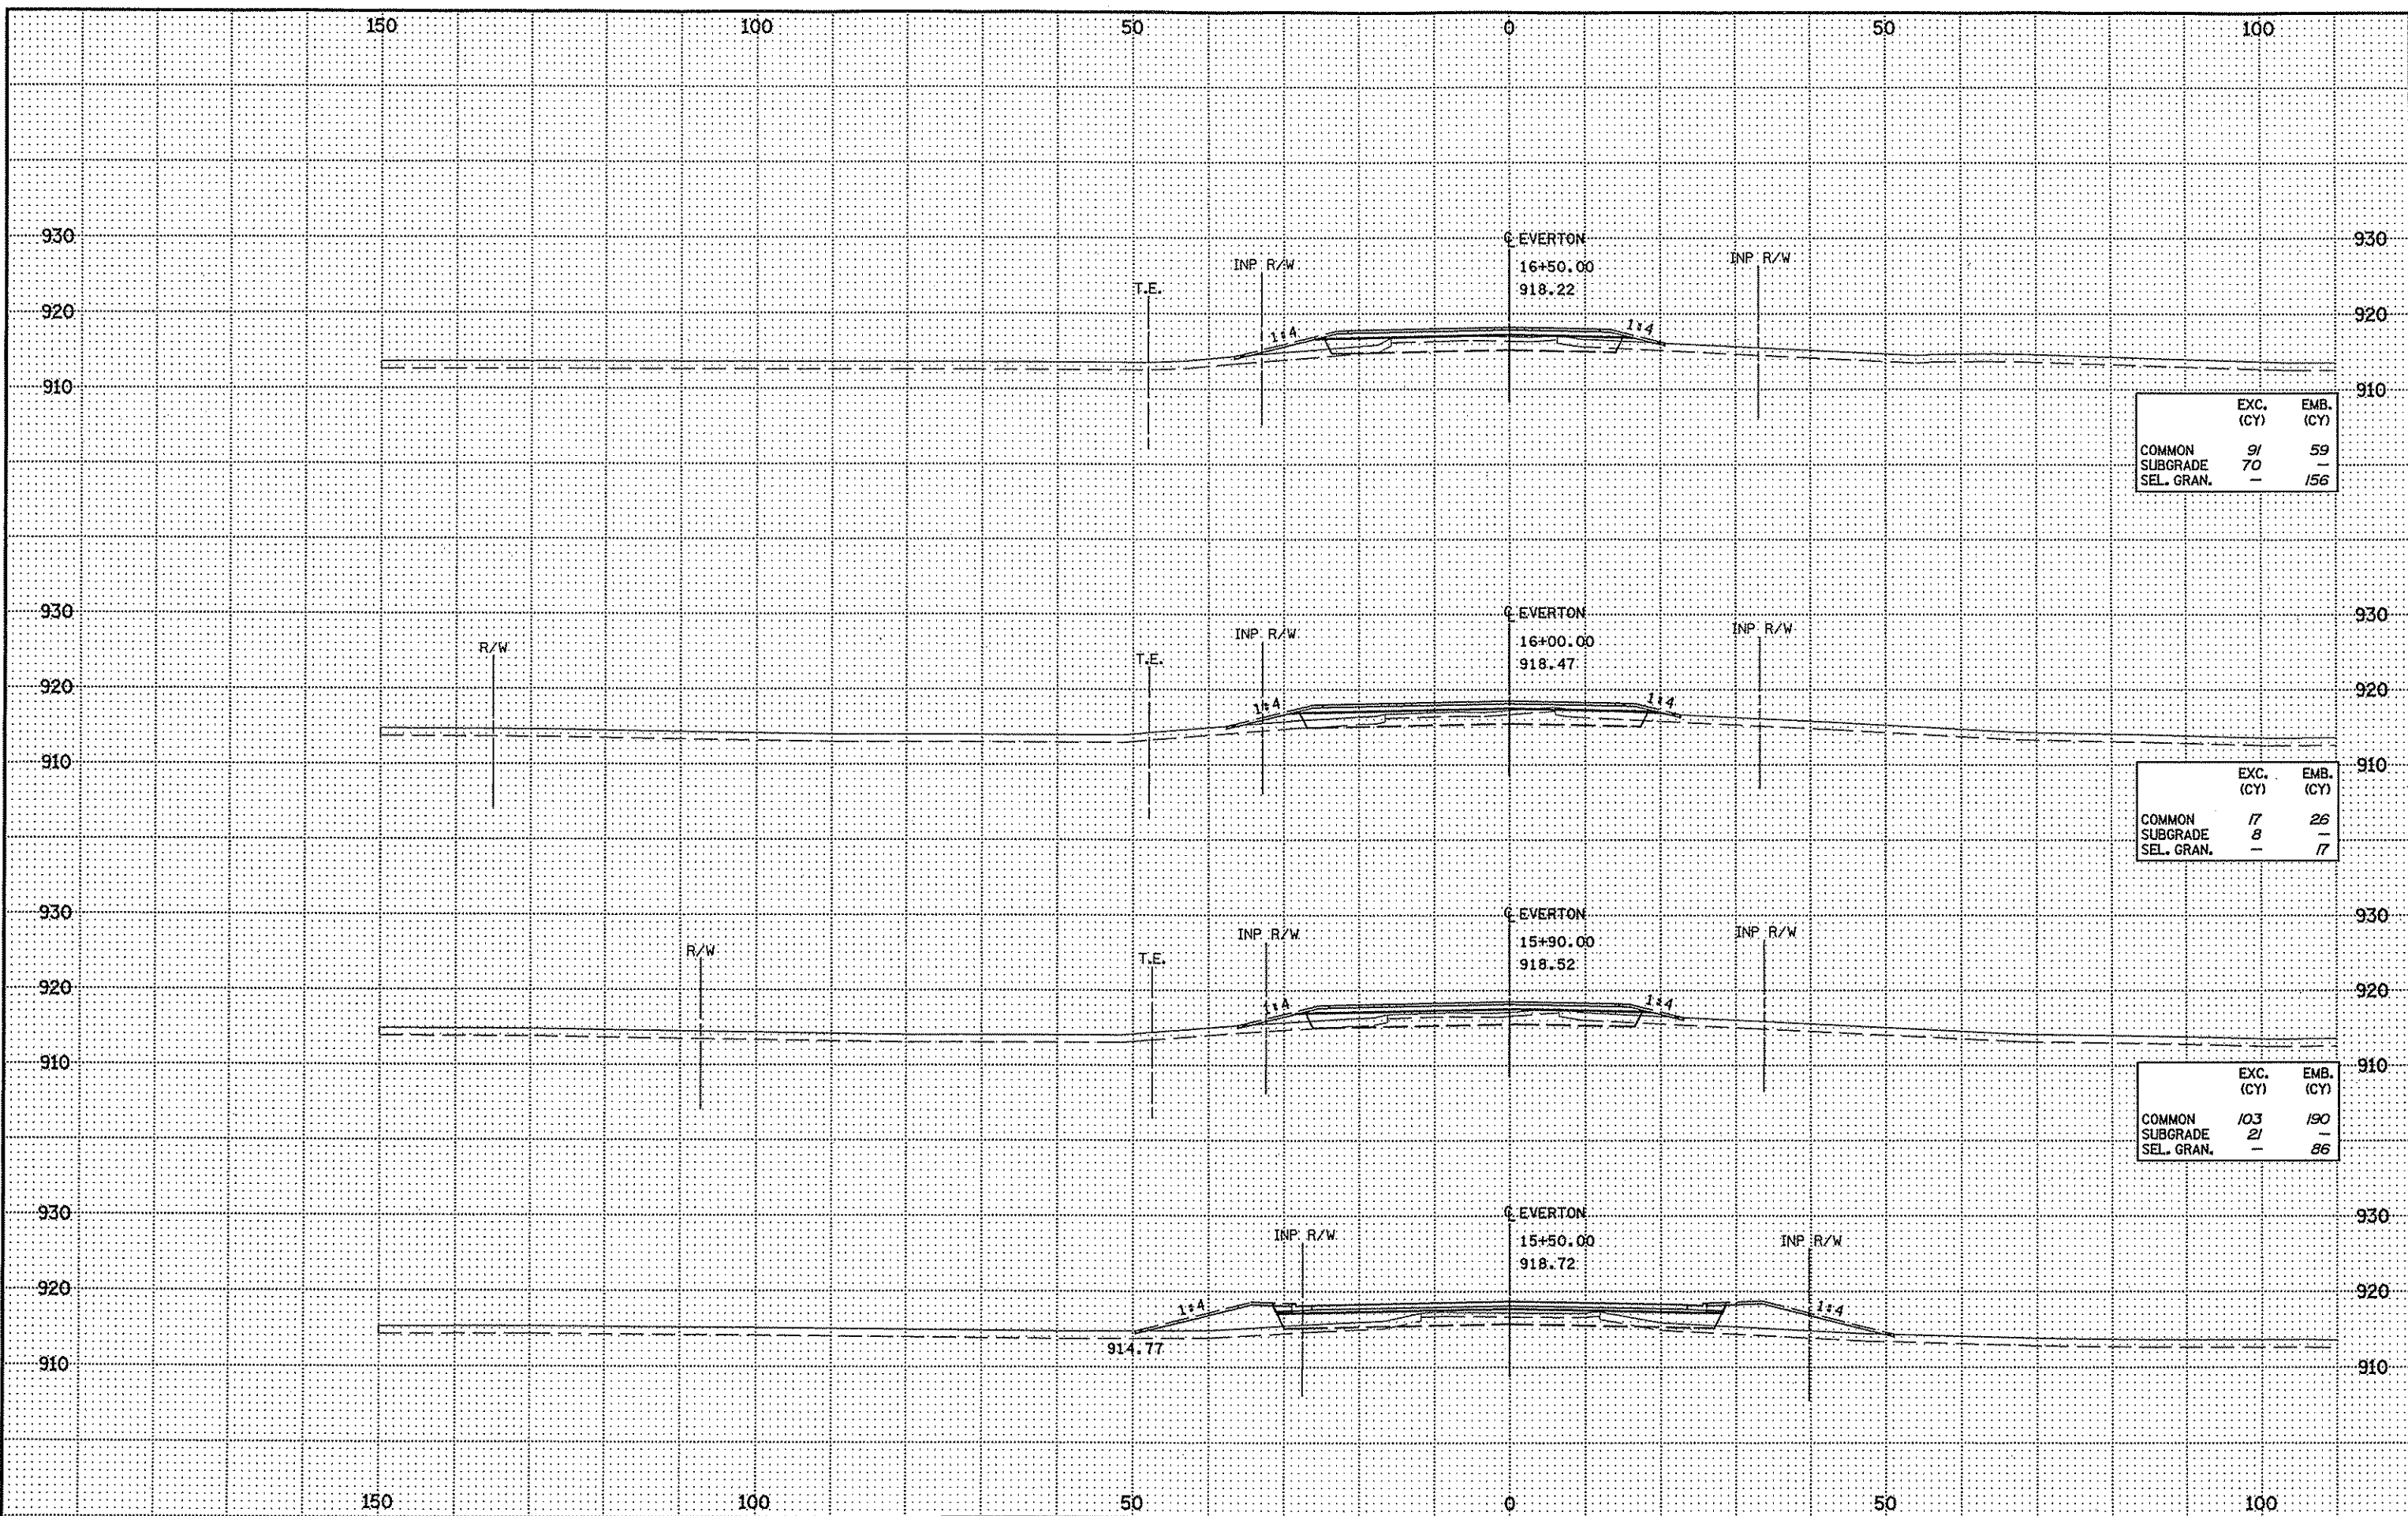 150 100 50 0 50 100
930 ℄ EVERTON 930
INP R/W 16+50.00 INP R/W
T.E. 918.22
920 1:4 1:4 920
910 910
EXC. EMB.
(CY) (CY)
COMMON 91 59
SUBGRADE 70 —
SEL. GRAN. — 156
930 ℄ EVERTON 930
R/W T.E. INP R/W 16+00.00 INP R/W
918.47
920 1:4 1:4 920
910 910
EXC. EMB.
(CY) (CY)
COMMON 17 26
SUBGRADE 8 —
SEL. GRAN. — 17
930 ℄ EVERTON 930
R/W T.E. INP R/W 15+90.00 INP R/W
918.52
920 1:4 1:4 920
910 910
EXC. EMB.
(CY) (CY)
COMMON 103 190
SUBGRADE 21 —
SEL. GRAN. — 86
930 ℄ EVERTON 930
INP R/W 15+50.00 INP R/W
918.72
920 1:4 1:4 920
914.77
910 910
150 100 50 0 50 100